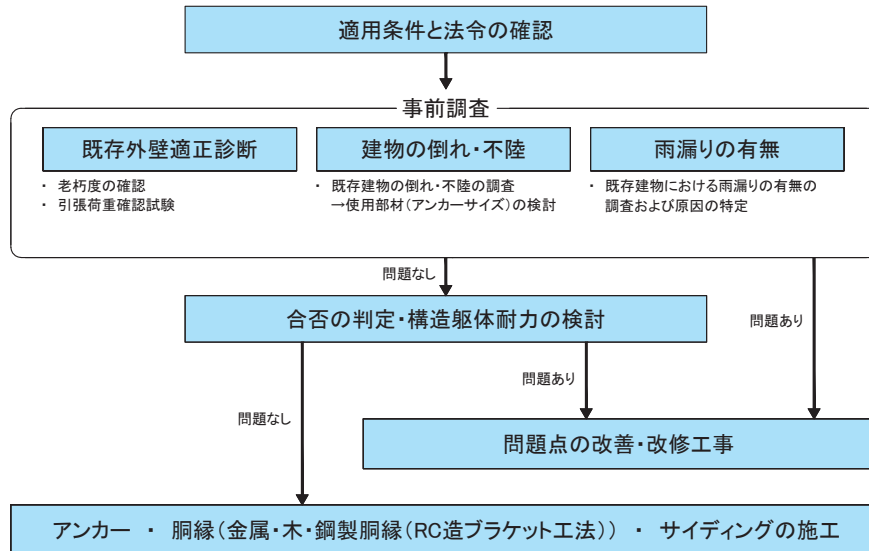 適用条件と法令の確認
事前調査
既存外壁適正診断
・ 老朽度の確認
・ 引張荷重確認試験
建物の倒れ・不陸
・ 既存建物の倒れ・不陸の調査
→使用部材(アンカーサイズ)の検討
雨漏りの有無
・ 既存建物における雨漏りの有無の
調査および原因の特定
問題なし
合否の判定・構造躯体耐力の検討
問題あり
問題あり
問題なし
問題点の改善・改修工事
アンカー ・ 胴縁(金属・木・鋼製胴縁(RC造ブラケット工法)) ・ サイディングの施工